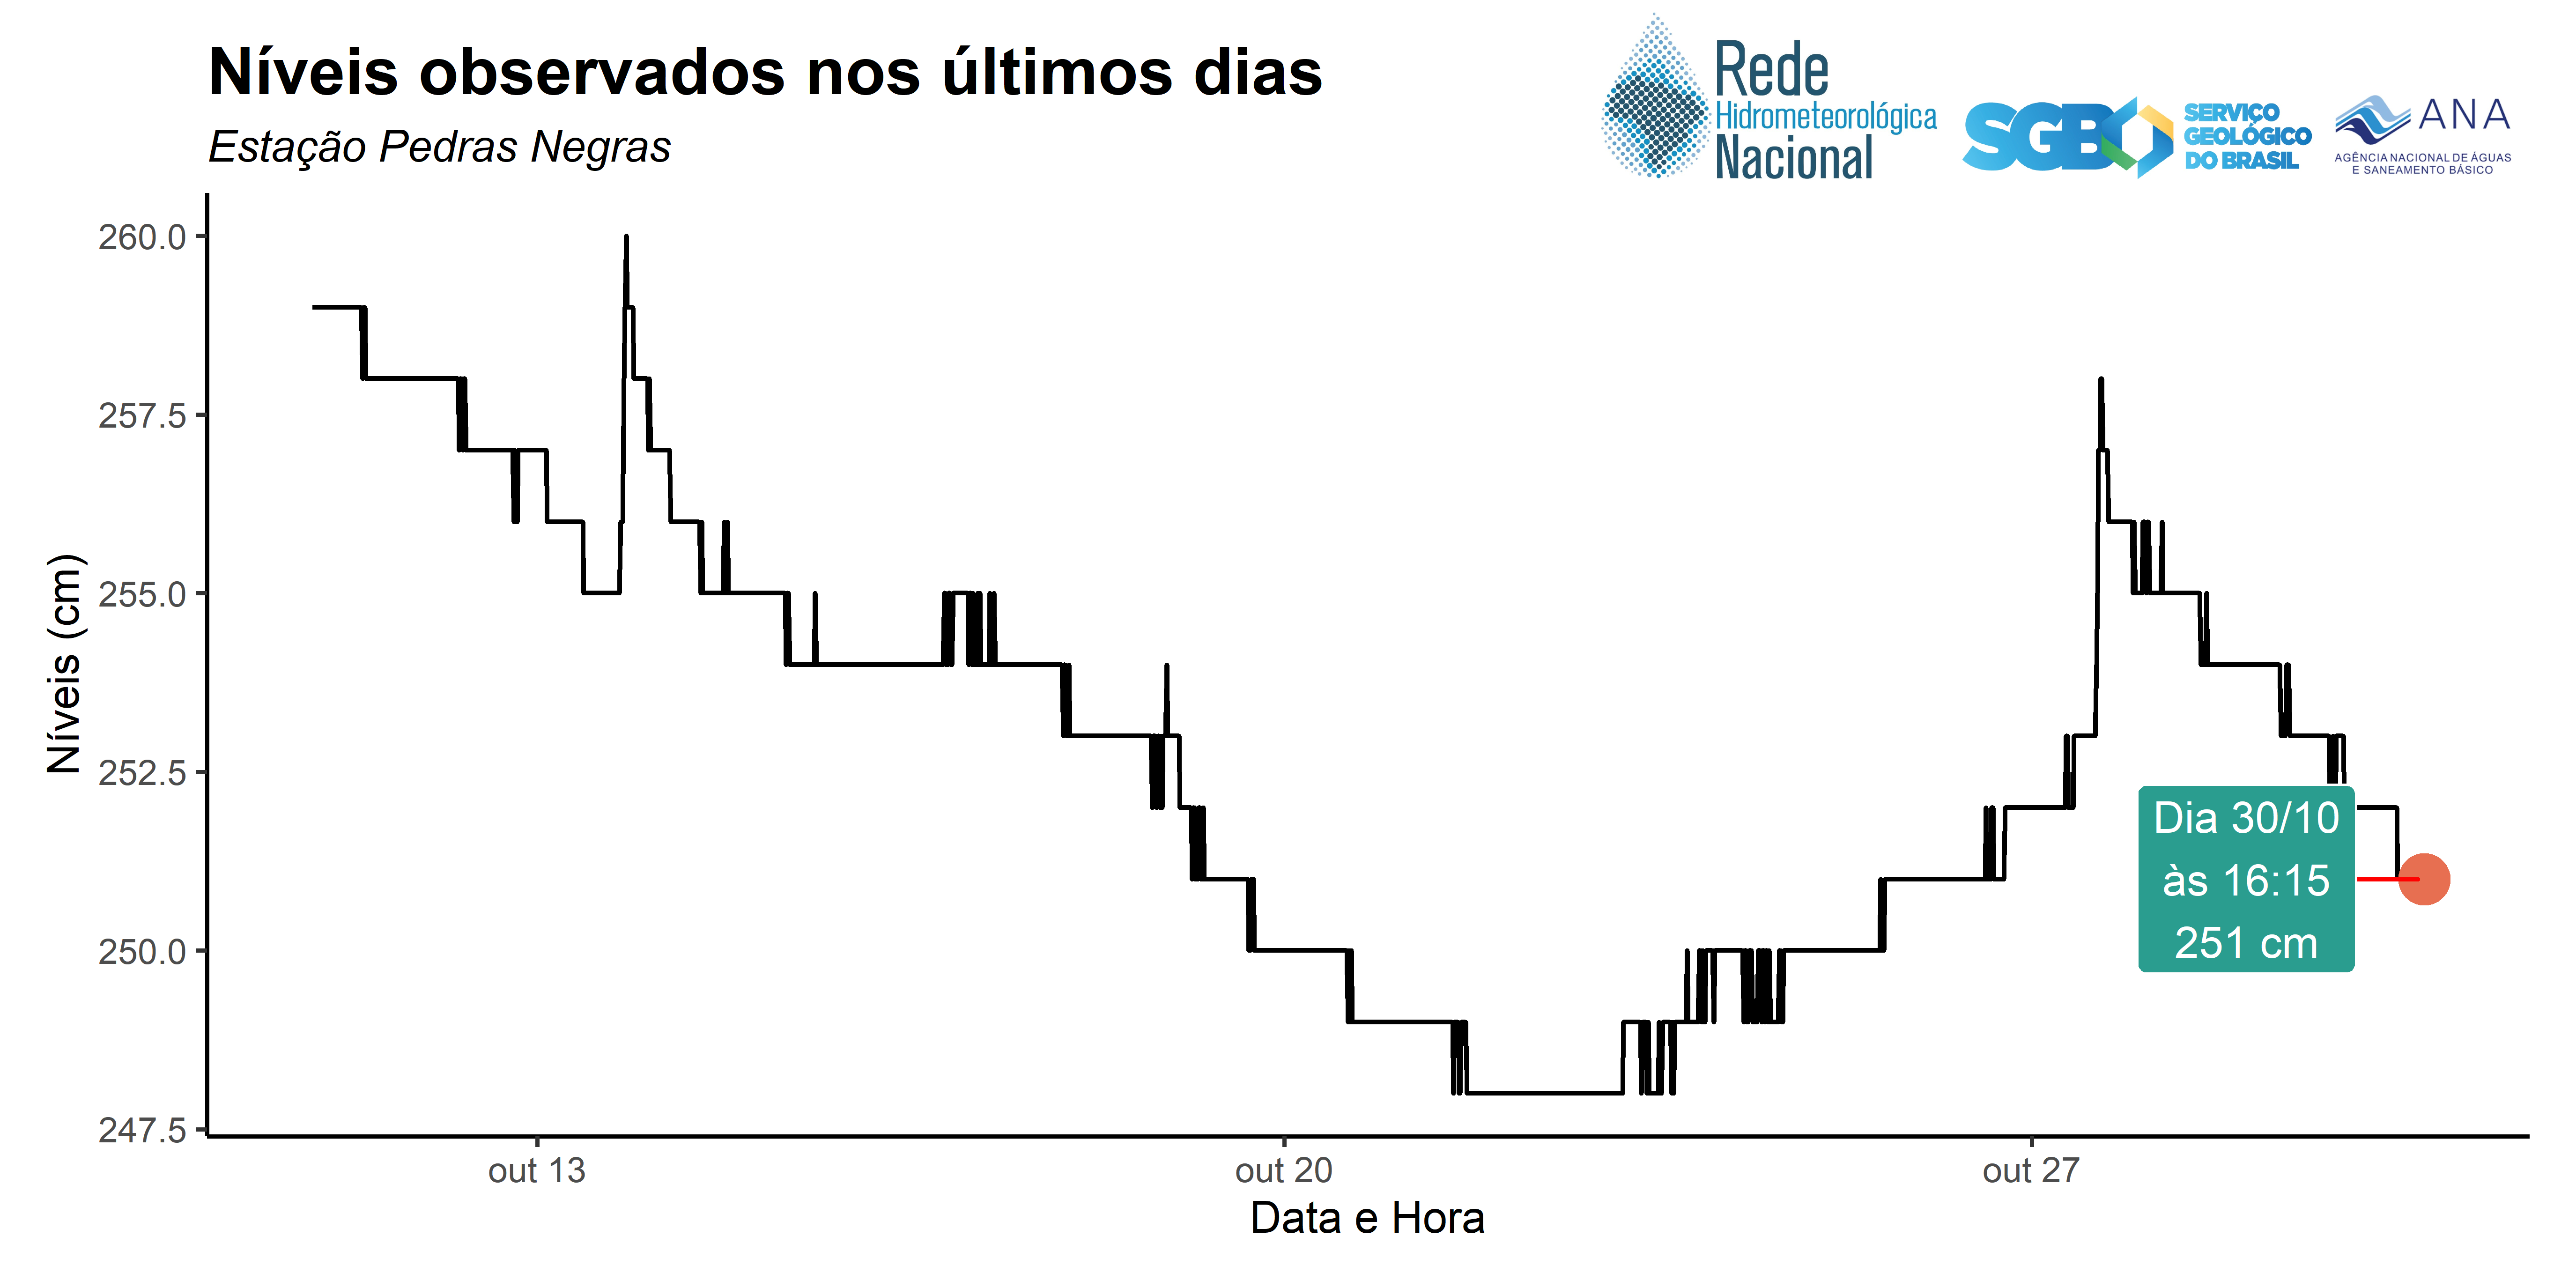 Níveis observados nos últimos dias
Estação Pedras Negras
Rede
Hidrometeorológica
Nacional
SGB
SERVIÇO
GEOLÓGICO
DO BRASIL
ANA
AGÊNCIA NACIONAL DE ÁGUAS
E SANEAMENTO BÁSICO
Níveis (cm)
260.0
257.5
255.0
252.5
250.0
247.5
Dia 30/10
às 16:15
251 cm
out 13
out 20
out 27
Data e Hora